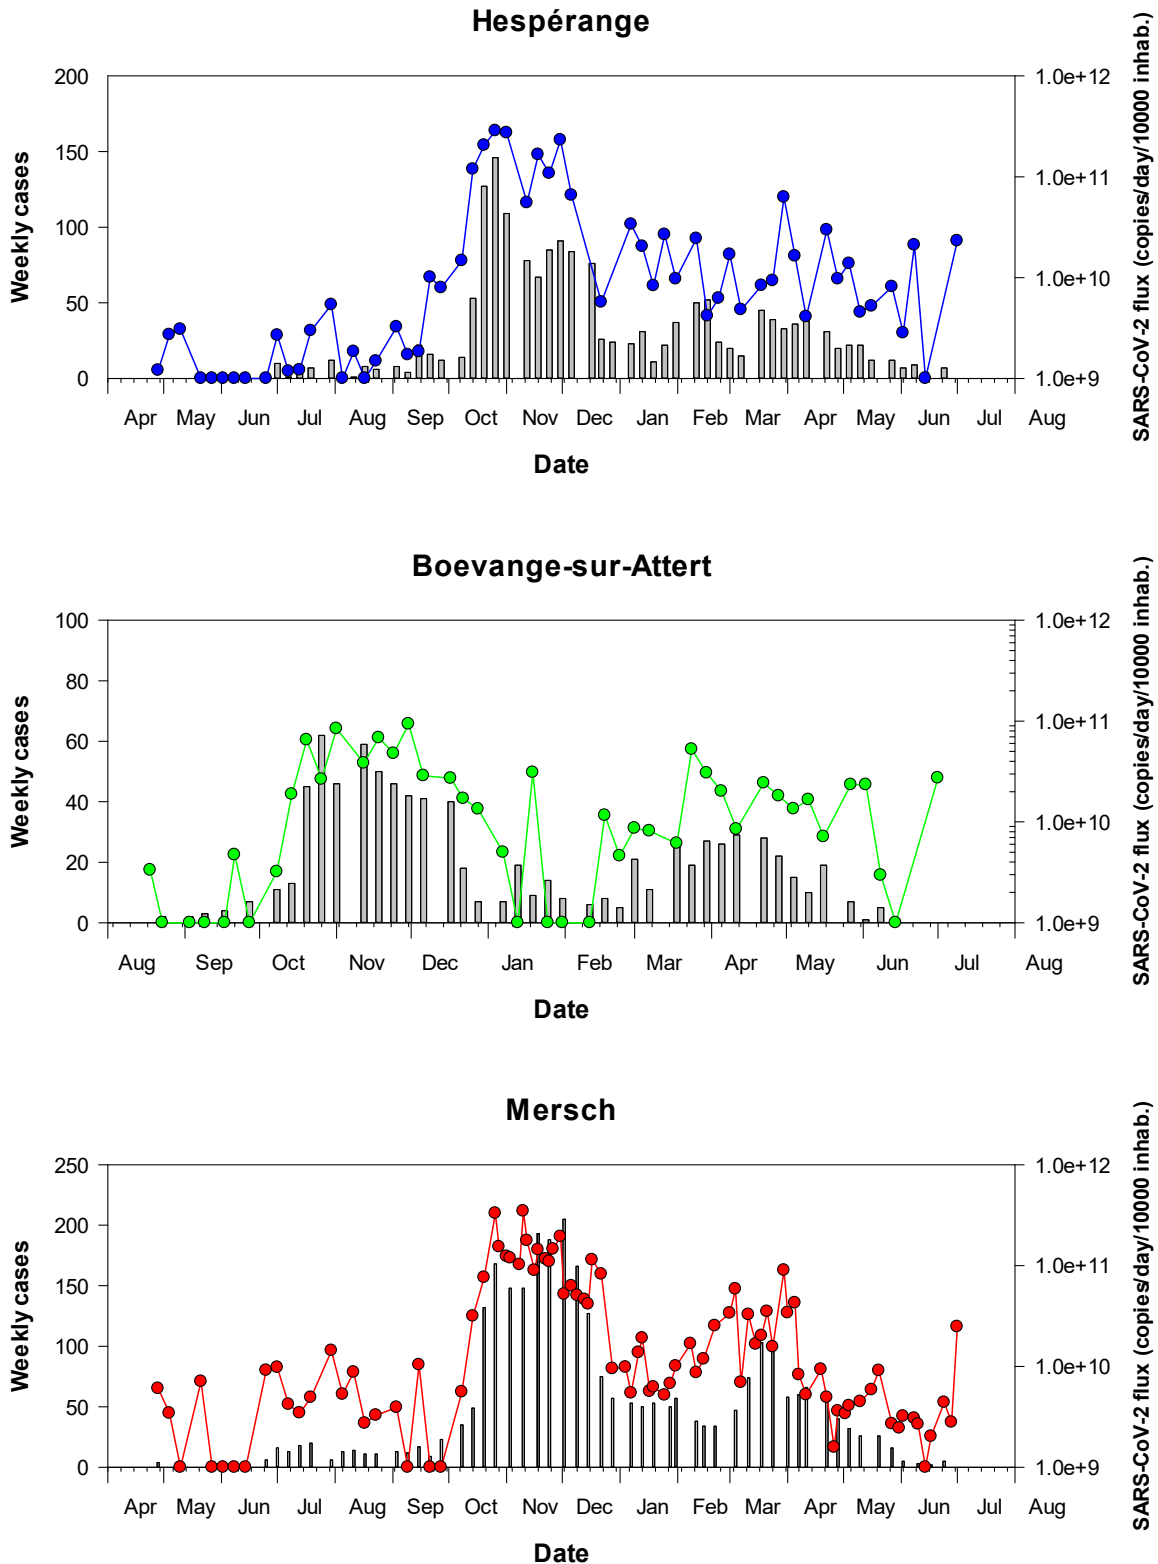 Hespérange
Weekly cases
SARS-CoV-2 flux (copies/day/10000 inhab.)
200
150
100
50
0
1.0e+12
1.0e+11
1.0e+10
1.0e+9
Apr May Jun Jul Aug Sep Oct Nov Dec Jan Feb Mar Apr May Jun Jul Aug
Date
Boevange-sur-Attert
Weekly cases
SARS-CoV-2 flux (copies/day/10000 inhab.)
100
80
60
40
20
0
1.0e+12
1.0e+11
1.0e+10
1.0e+9
Aug Sep Oct Nov Dec Jan Feb Mar Apr May Jun Jul Aug
Date
Mersch
Weekly cases
SARS-CoV-2 flux (copies/day/10000 inhab.)
250
200
150
100
50
0
1.0e+12
1.0e+11
1.0e+10
1.0e+9
Apr May Jun Jul Aug Sep Oct Nov Dec Jan Feb Mar Apr May Jun Jul Aug
Date